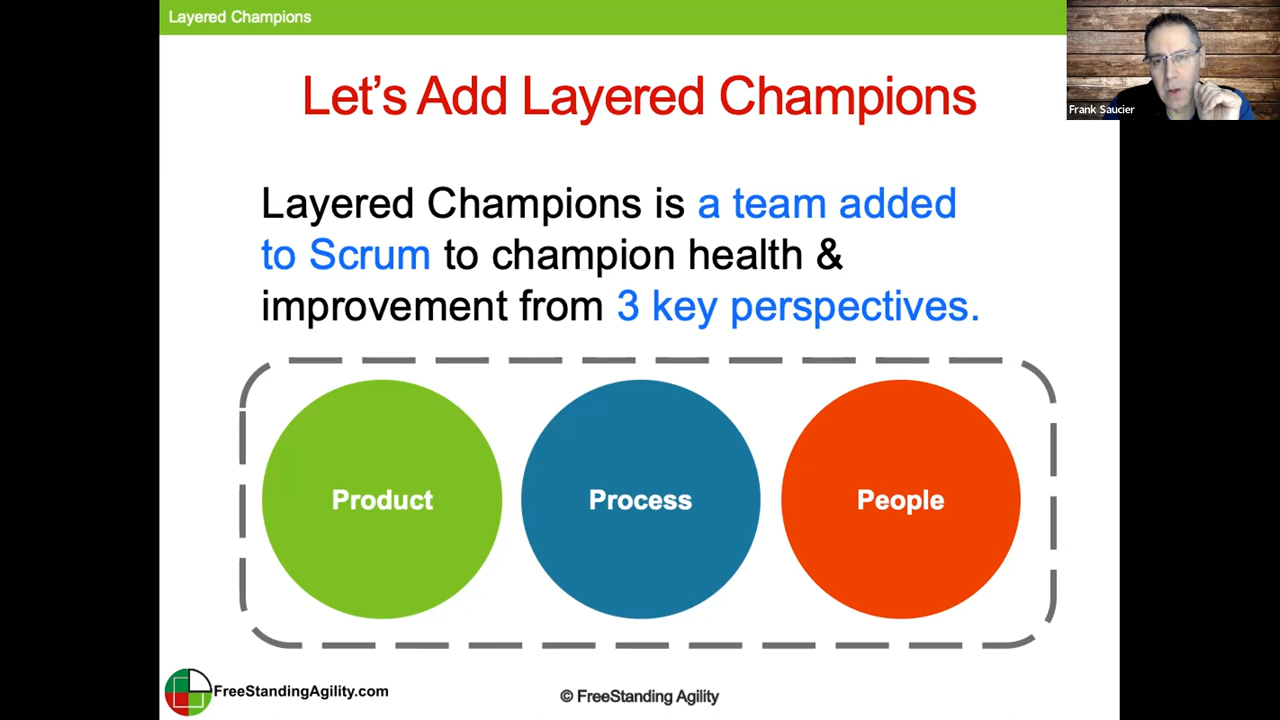 Layered Champions
Frank Saucier
Let's Add Layered Champions
Layered Champions is a team added
to Scrum to champion health &
improvement from 3 key perspectives.
Product
Process
People
FreeStandingAgility.com
© FreeStanding Agility